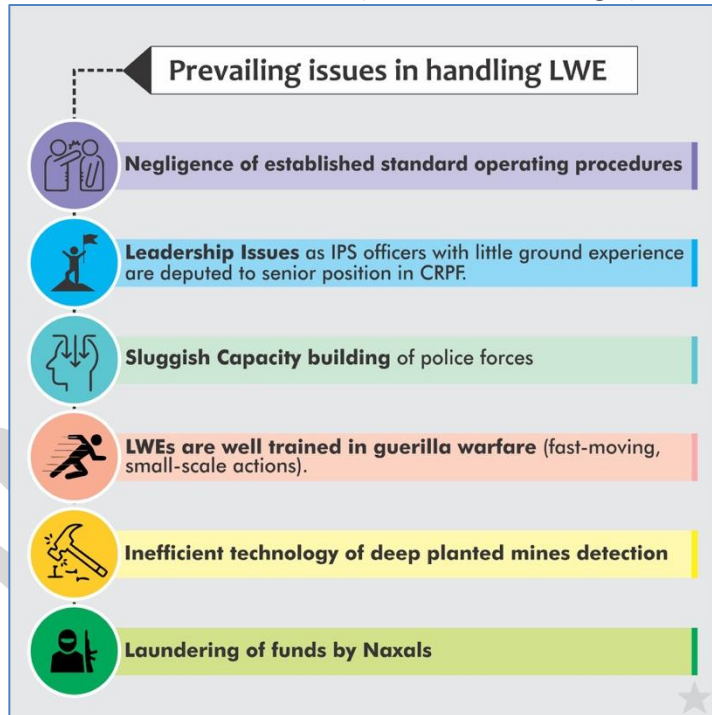 Prevailing issues in handling LWE
Negligence of established standard operating procedures
Leadership Issues as IPS officers with little ground experience
are deputed to senior position in CRPF.
Sluggish Capacity building of police forces
LWEs are well trained in guerilla warfare (fast-moving,
small-scale actions).
Inefficient technology of deep planted mines detection
Laundering of funds by Naxals